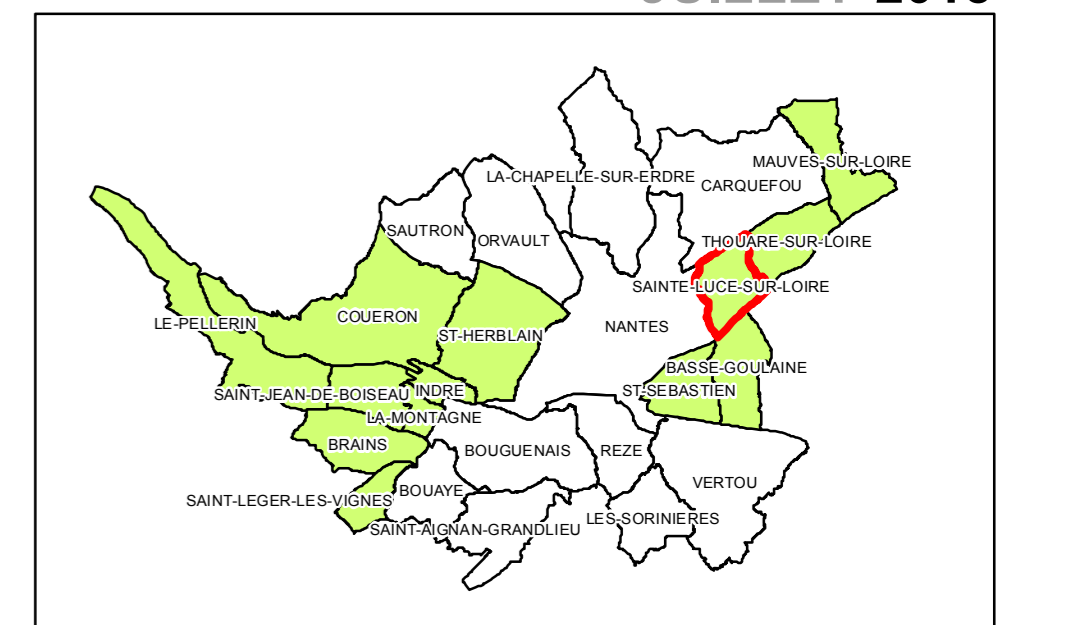 MAUVES-SUR-LOIRE
LA-CHAPELLE-SUR-ERDRE
CARQUEFOU
SAUTRON
ORVAULT
THOUARE-SUR-LOIRE
SAINTE-LUCE-SUR-LOIRE
COUERON
LE-PELLERIN
NANTES
ST-HERBLAIN
BASSE-GOULAINE
ST-SEBASTIEN
SAINT-JEAN-DE-BOISEAU
INDRE
LA-MONTAGNE
BRAINS
BOUGUENAIS
REZE
VERTOU
BOUAYE
SAINT-LEGER-LES-VIGNES
LES-SORINIERES
SAINT-AIGNAN-GRANDLIEU